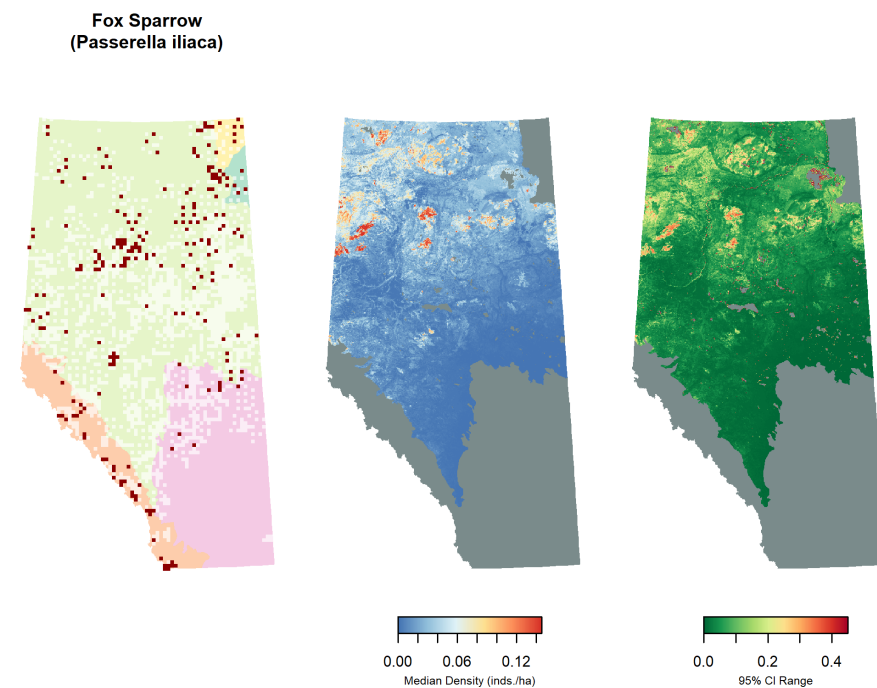 Fox Sparrow
(Passerella iliaca)
0.00 0.06 0.12
Median Density (inds./ha)
0.0 0.2 0.4
95% CI Range